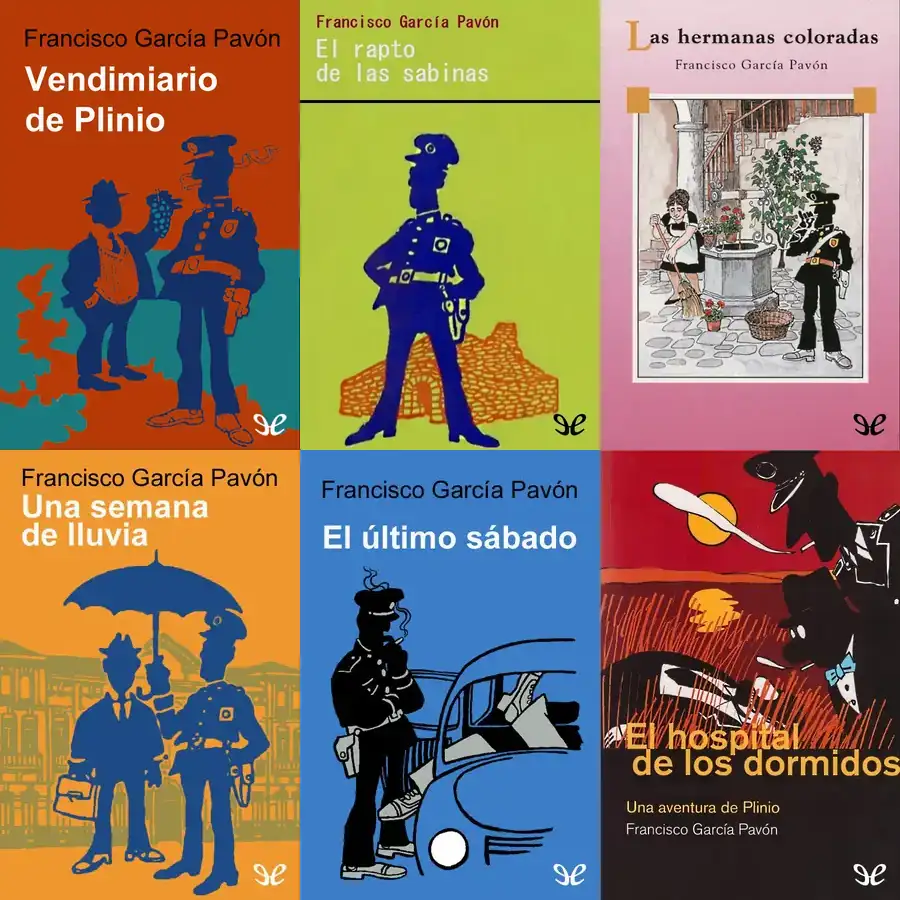 Francisco García Pavón
Vendimiario
de Plinio
Francisco García Pavón
El rapto
de las sabinas
Las hermanas coloradas
Francisco García Pavón
Francisco García Pavón
Una semana
de lluvia
Francisco García Pavón
El último sábado
El hospital
de los dormidos
Una aventura de Plinio
Francisco García Pavón